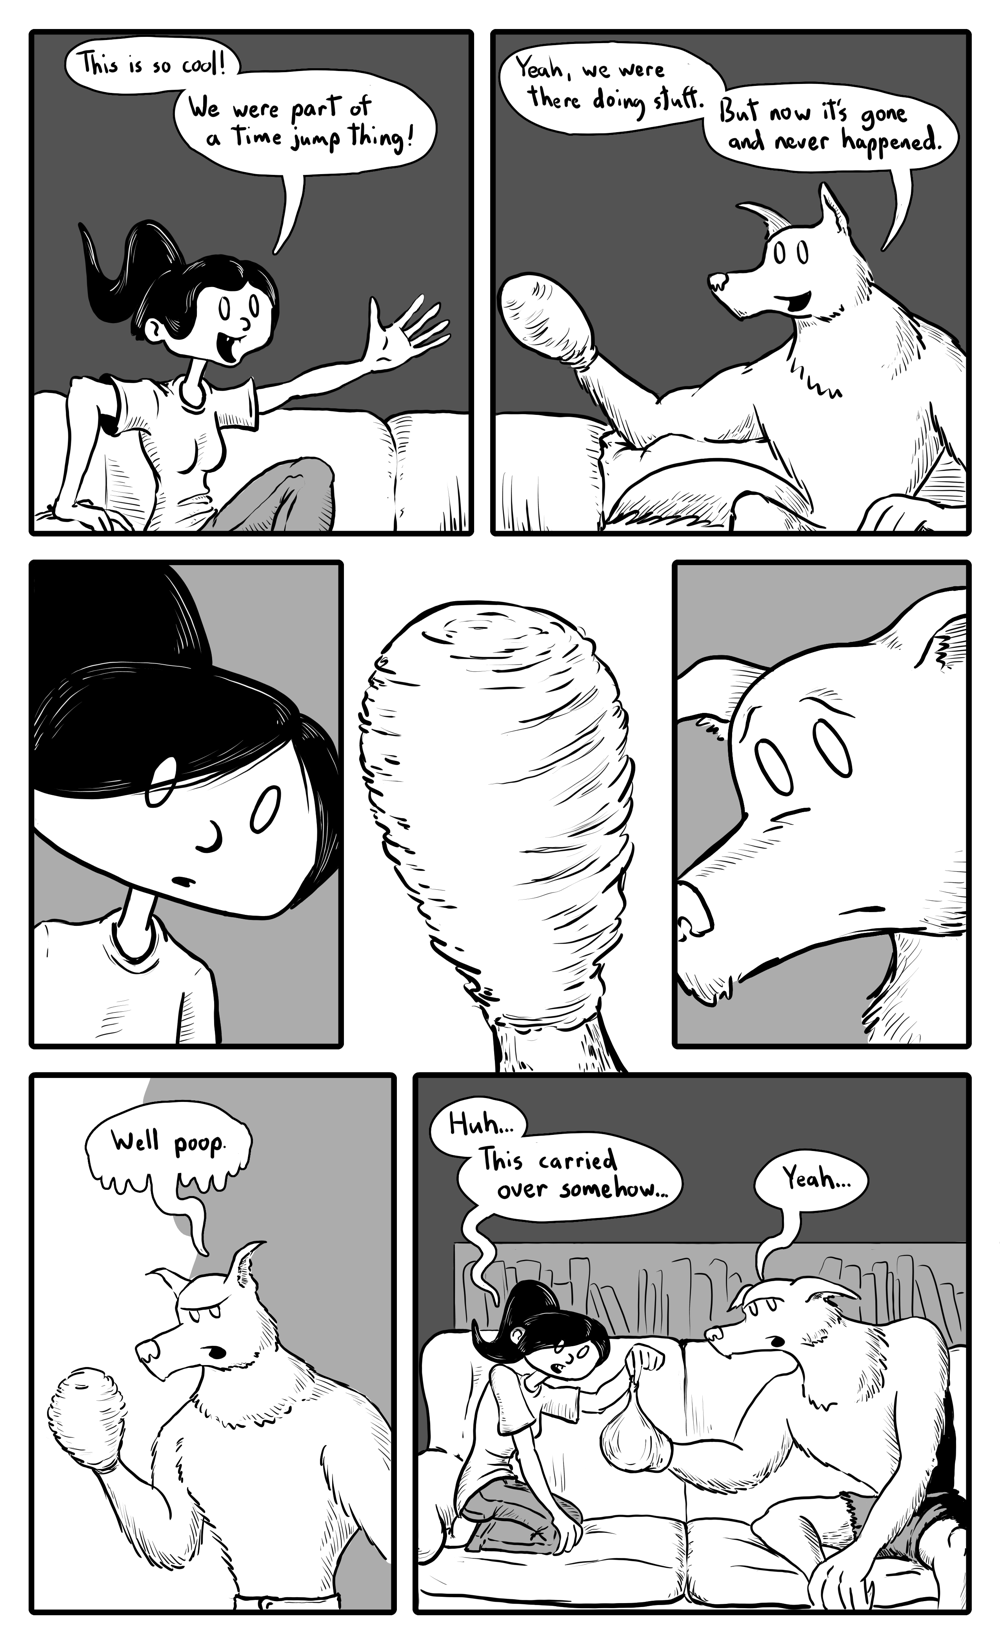 This is so cool!
We were part of
a time jump thing!
Yeah, we were
there doing stuff.
But now it's gone
and never happened.
Well poop.
Huh...
This carried
over somehow...
Yeah...